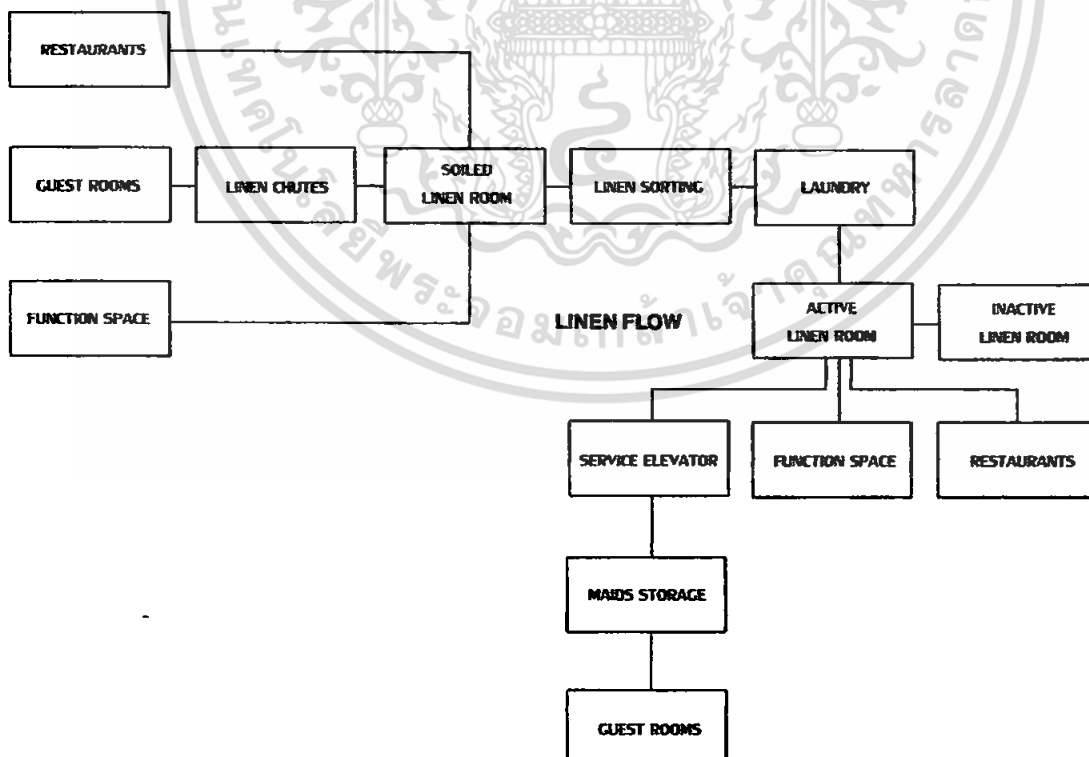 RESTAURANTS
GUEST ROOMS
LINEN CHUTES
SOILED
LINEN ROOM
LINEN SORTING
LAUNDRY
FUNCTION SPACE
LINEN FLOW
ACTIVE
LINEN ROOM
INACTIVE
LINEN ROOM
SERVICE ELEVATOR
FUNCTION SPACE
RESTAURANTS
MAIDS STORAGE
GUEST ROOMS